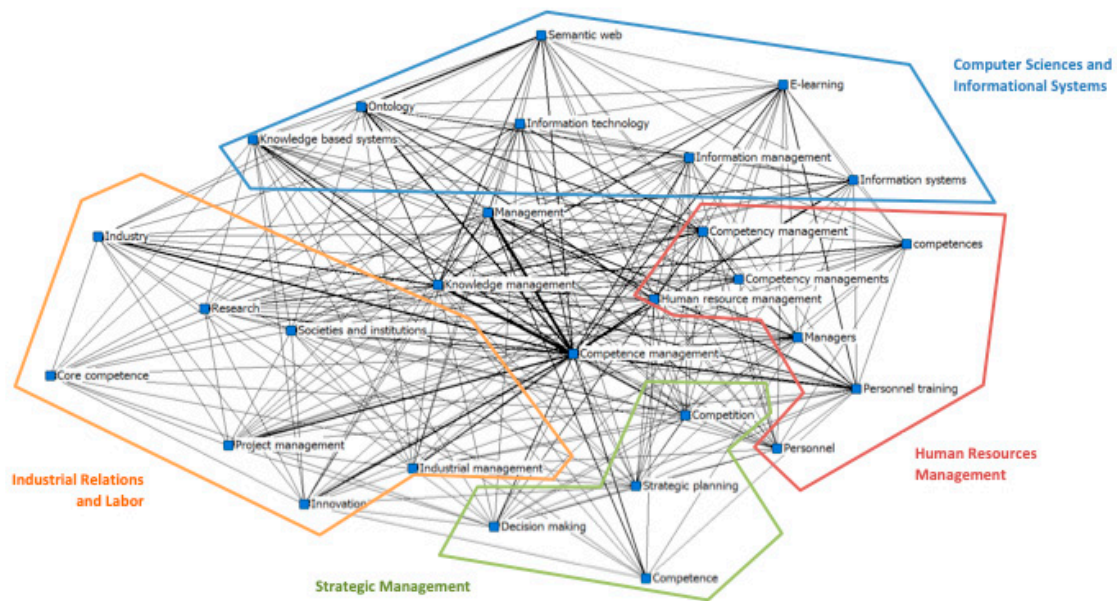 Semantic web
Computer Sciences and
Informational Systems
E-learning
Ontology
Information technology
Knowledge based systems
Information management
Information systems
Management
Competency management
Industry
competences
Competency managements
Knowledge management
Human resource management
Research
Societies and institutions
Managers
Competence management
Core competence
Personnel training
Competition
Project management
Personnel
Human Resources
Management
Industrial management
Industrial Relations
and Labor
Strategic planning
Innovation
Decision making
Competence
Strategic Management